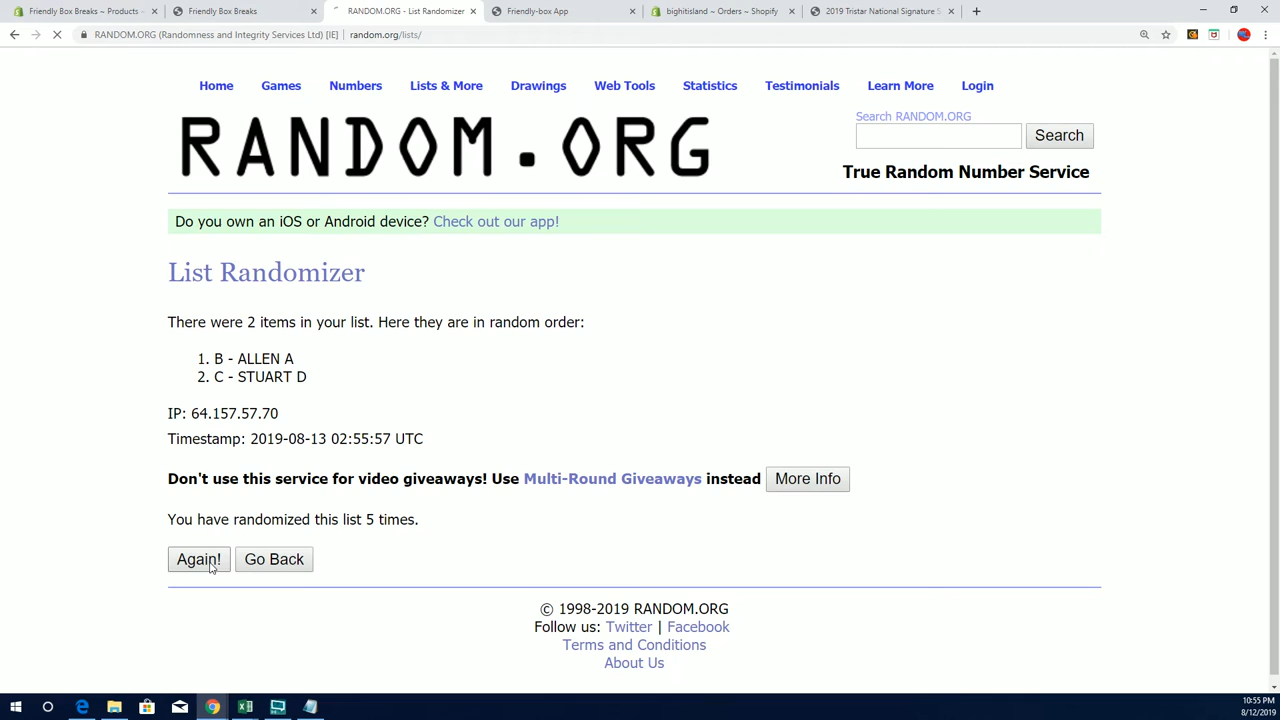 Friendly Box Breaks ~ Products ~
Friendly Box Breaks
RANDOM.ORG - List Randomizer
Friendly-box App
bighitisland ~ Orders ~ Shopify
2019 Tristar National Signature S
RANDOM.ORG (Randomness and Integrity Services Ltd) [IE] | random.org/lists/
Home Games Numbers Lists & More Drawings Web Tools Statistics Testimonials Learn More Login
RANDOM.ORG
Search RANDOM.ORG
Search
True Random Number Service
Do you own an iOS or Android device? Check out our app!
List Randomizer
There were 2 items in your list. Here they are in random order:
1. B - ALLEN A
2. C - STUART D
IP: 64.157.57.70
Timestamp: 2019-08-13 02:55:57 UTC
Don't use this service for video giveaways! Use Multi-Round Giveaways instead More Info
You have randomized this list 5 times.
Again! Go Back
© 1998-2019 RANDOM.ORG
Follow us: Twitter | Facebook
Terms and Conditions
About Us
10:55 PM
8/12/2019